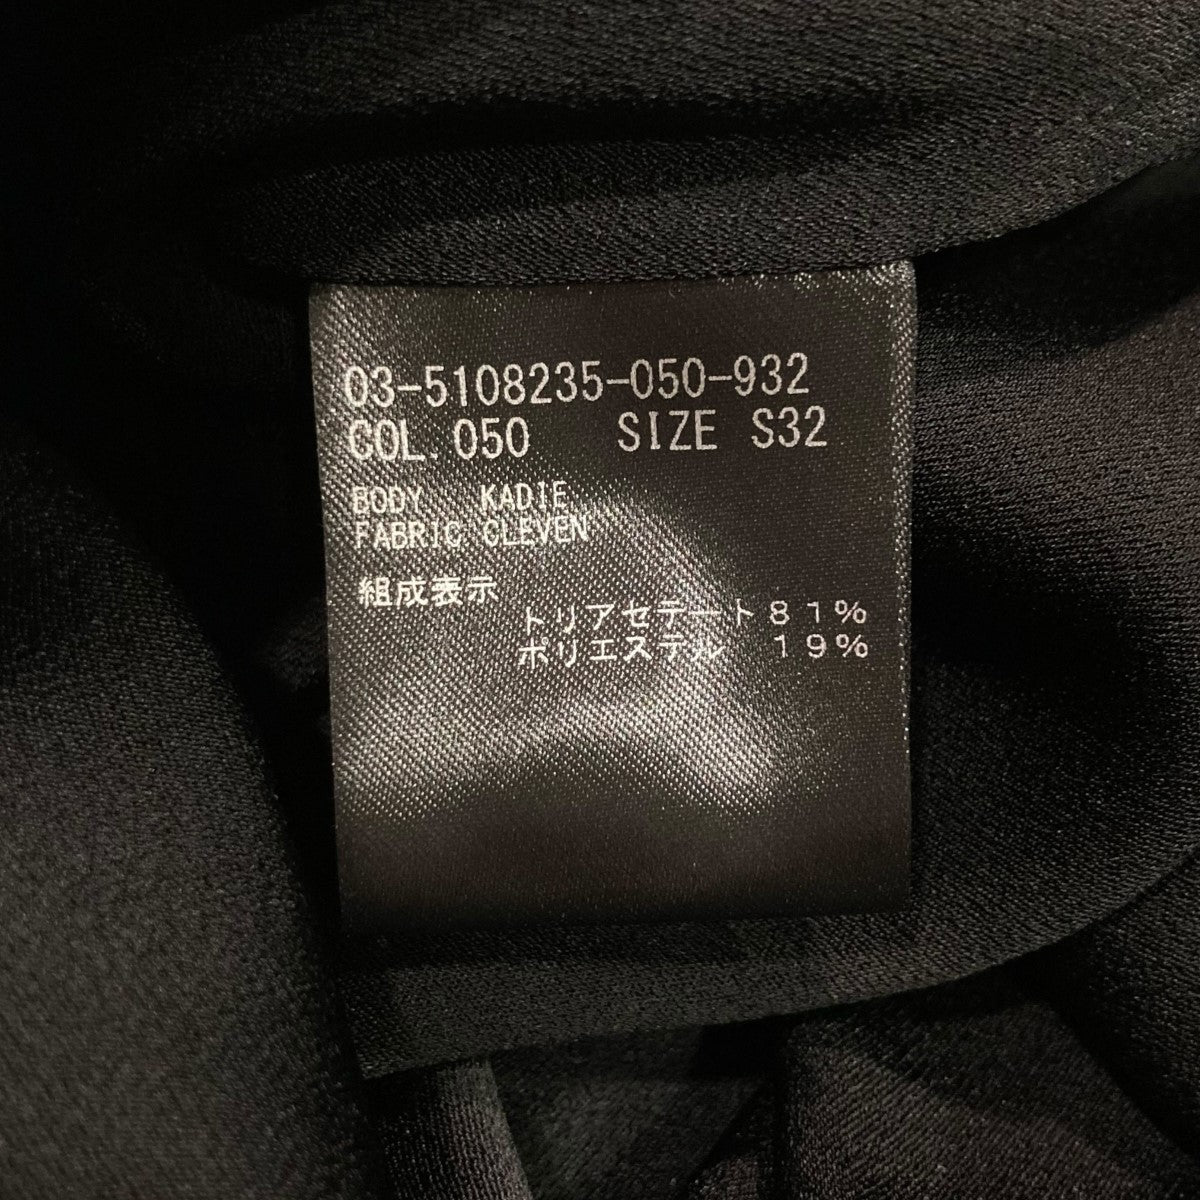 03-5108235-050-932
COL. 050 SIZE S32
BODY KADIE
FABRIC CLEVEN
組成表示
トリアセテート81%
ポリエステル 19%